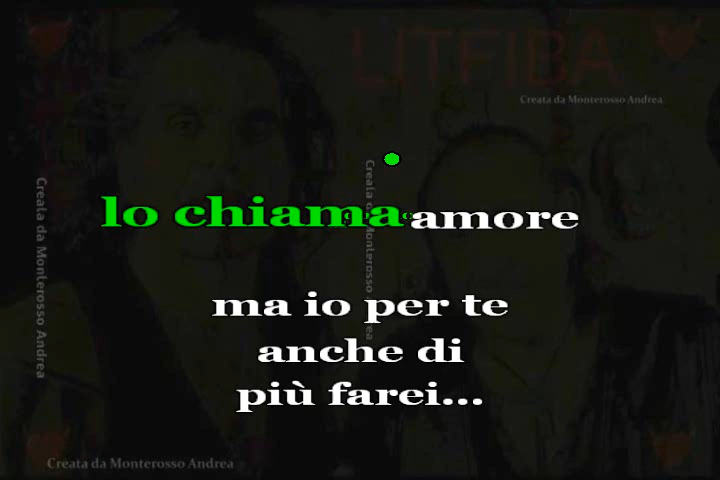 LITFIBA
Creata da Monterosso Andrea
Creata da Monterosso Andrea
Creata da Monterosso Andrea
lo chiama amore
ma io per te
anche di
più farei...
Creata da Monterosso Andrea